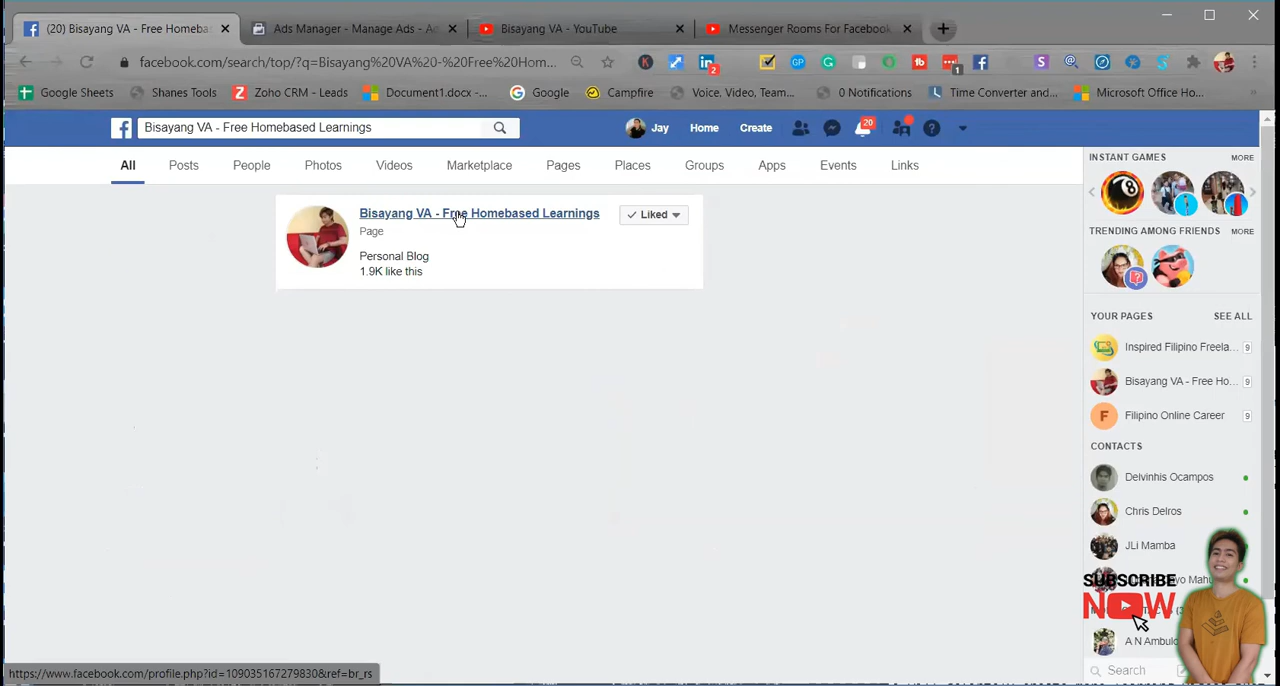 (20) Bisayang VA - Free Homebas
Ads Manager - Manage Ads - Ad
Bisayang VA - YouTube
Messenger Rooms For Facebook
facebook.com/search/top/?q=Bisayang%20VA%20-%20Free%20Hom...
Google Sheets
Shanes Tools
Zoho CRM - Leads
Document1.docx -...
Google
Campfire
Voice, Video, Team...
0 Notifications
Time Converter and...
Microsoft Office Ho...
Bisayang VA - Free Homebased Learnings
Jay
Home
Create
20
All
Posts
People
Photos
Videos
Marketplace
Pages
Places
Groups
Apps
Events
Links
Bisayang VA - Free Homebased Learnings
Page
Personal Blog
1.9K like this
Liked
INSTANT GAMES
MORE
TRENDING AMONG FRIENDS
MORE
YOUR PAGES
SEE ALL
Inspired Filipino Freela...
9
Bisayang VA - Free Ho...
9
Filipino Online Career
9
CONTACTS
Delvinhis Ocampos
Chris Delros
JLi Mamba
SUBSCRIBE
NOW
A N Ambulo
Search
https://www.facebook.com/profile.php?id=109035167279830&ref=br_rs